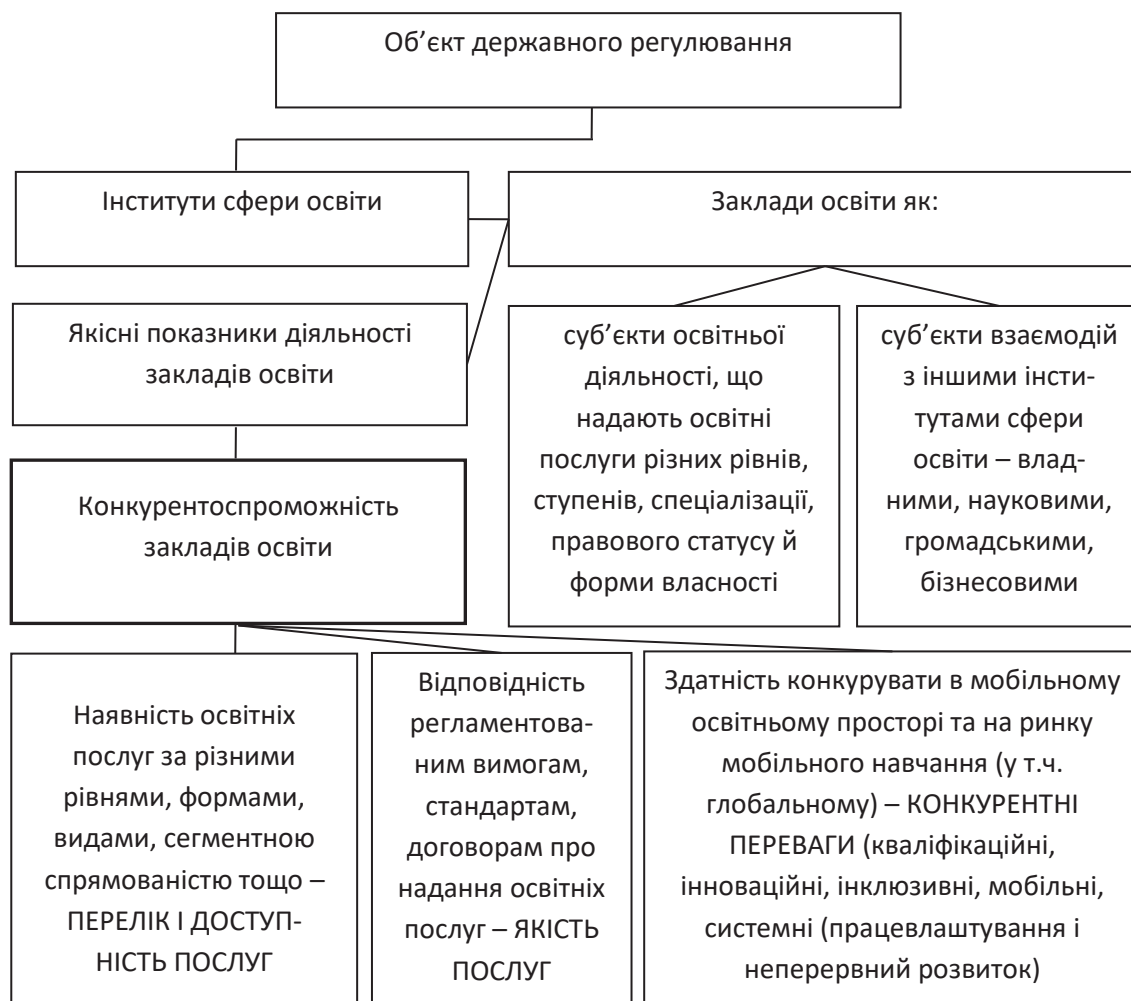 Об’єкт державного регулювання
Інститути сфери освіти
Заклади освіти як:
Якісні показники діяльності
закладів освіти
суб’єкти освітньої
діяльності, що
надають освітні
послуги різних рівнів,
ступенів, спеціалізації,
правового статусу й
форми власності
суб’єкти взаємодій
з іншими інсти-
тутами сфери
освіти – влад-
ними, науковими,
громадськими,
бізнесовими
Конкурентоспроможність
закладів освіти
Наявність освітніх
послуг за різними
рівнями, формами,
видами, сегментною
спрямованістю тощо –
ПЕРЕЛІК І ДОСТУП-
НІСТЬ ПОСЛУГ
Відповідність
регламентова-
ним вимогам,
стандартам,
договорам про
надання освітніх
послуг – ЯКІСТЬ
ПОСЛУГ
Здатність конкурувати в мобільному
освітньому просторі та на ринку
мобільного навчання (у т.ч.
глобальному) – КОНКУРЕНТНІ
ПЕРЕВАГИ (кваліфікаційні,
інноваційні, інклюзивні, мобільні,
системні (працевлаштування і
неперервний розвиток)